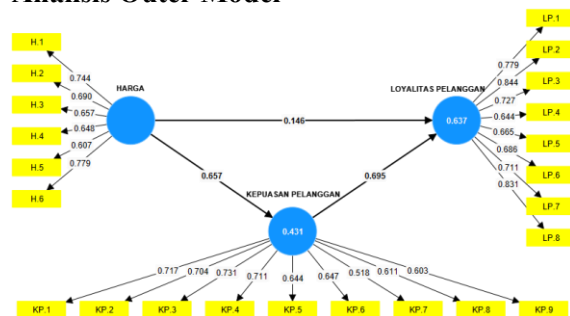 Analisis Outer Model
H.1
H.2
H.3
H.4
H.5
H.6
0.744
0.690
0.657
0.648
0.607
0.779
HARGA
0.146
0.657
0.695
LOYALITAS PELANGGAN
0.637
0.779
0.844
0.727
0.644
0.665
0.686
0.711
0.831
LP.1
LP.2
LP.3
LP.4
LP.5
LP.6
LP.7
LP.8
KEPUASAN PELANGGAN
0.431
0.717
0.704
0.731
0.711
0.644
0.647
0.518
0.611
0.603
KP.1
KP.2
KP.3
KP.4
KP.5
KP.6
KP.7
KP.8
KP.9